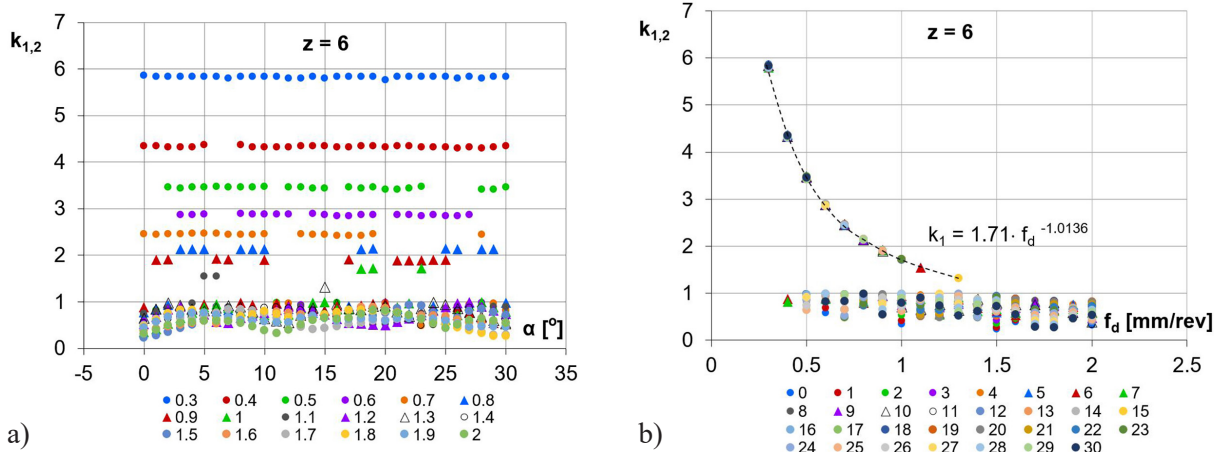 7
k1,2
z = 6
6
5
4
3
2
1
α [°]
0
-5 0 5 10 15 20 25 30 35
0.3 0.4 0.5 0.6 0.7 0.8
0.9 1 1.1 1.2 1.3 1.4
1.5 1.6 1.7 1.8 1.9 2
a)
7
k1,2
z = 6
6
5
4
3
k1 = 1.71· fd -1.0136
2
1
fd [mm/rev]
0
0 0.5 1 1.5 2 2.5
0 1 2 3 4 5 6 7
8 9 10 11 12 13 14 15
16 17 18 19 20 21 22 23
24 25 26 27 28 29 30
b)